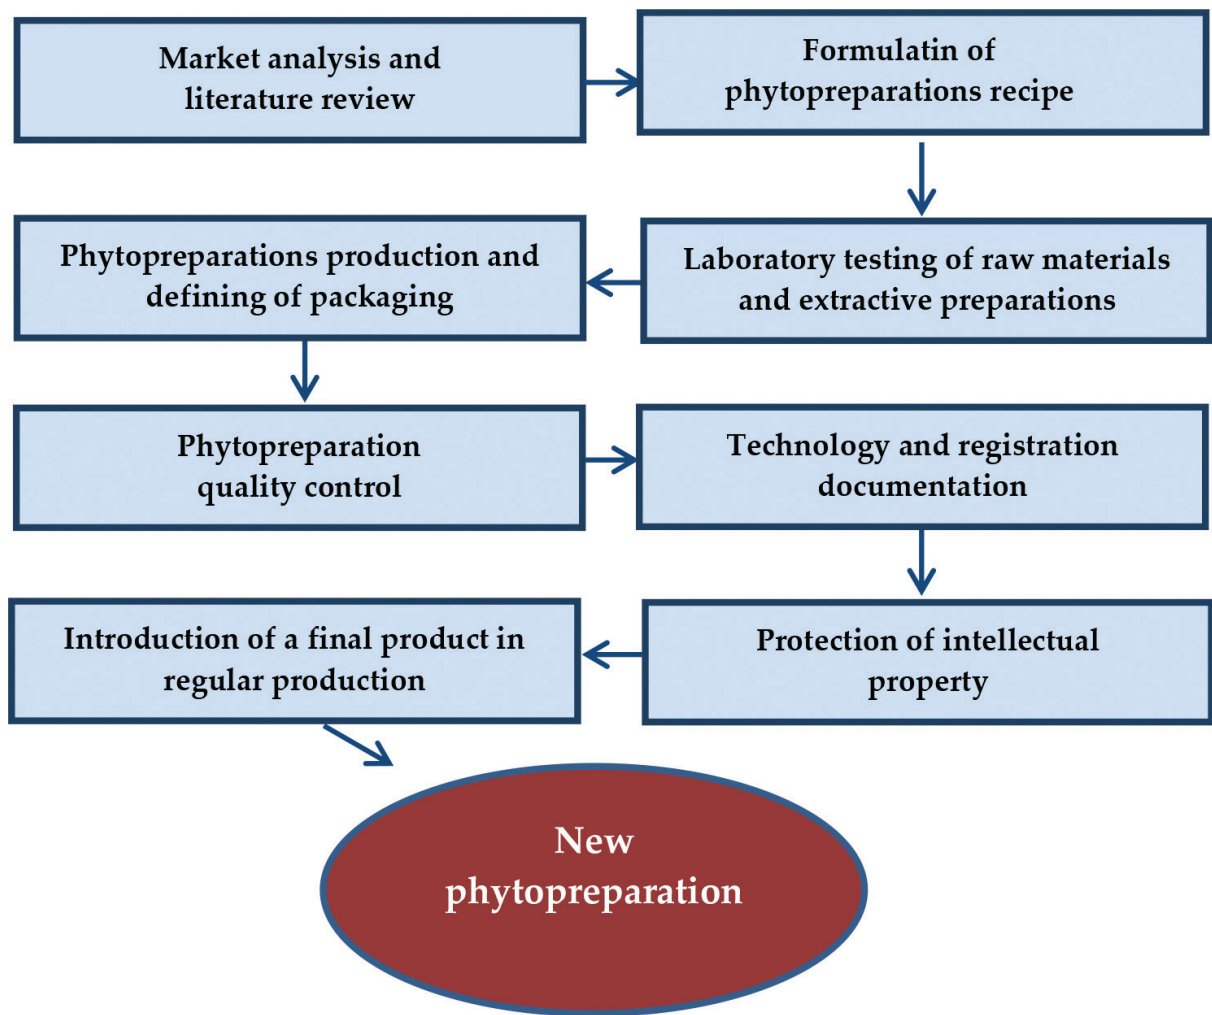 Market analysis and
literature review
Formulatin of
phytopreparations recipe
Laboratory testing of raw materials
and extractive preparations
Phytopreparations production and
defining of packaging
Phytopreparation
quality control
Technology and registration
documentation
Protection of intellectual
property
Introduction of a final product in
regular production
New
phytopreparation